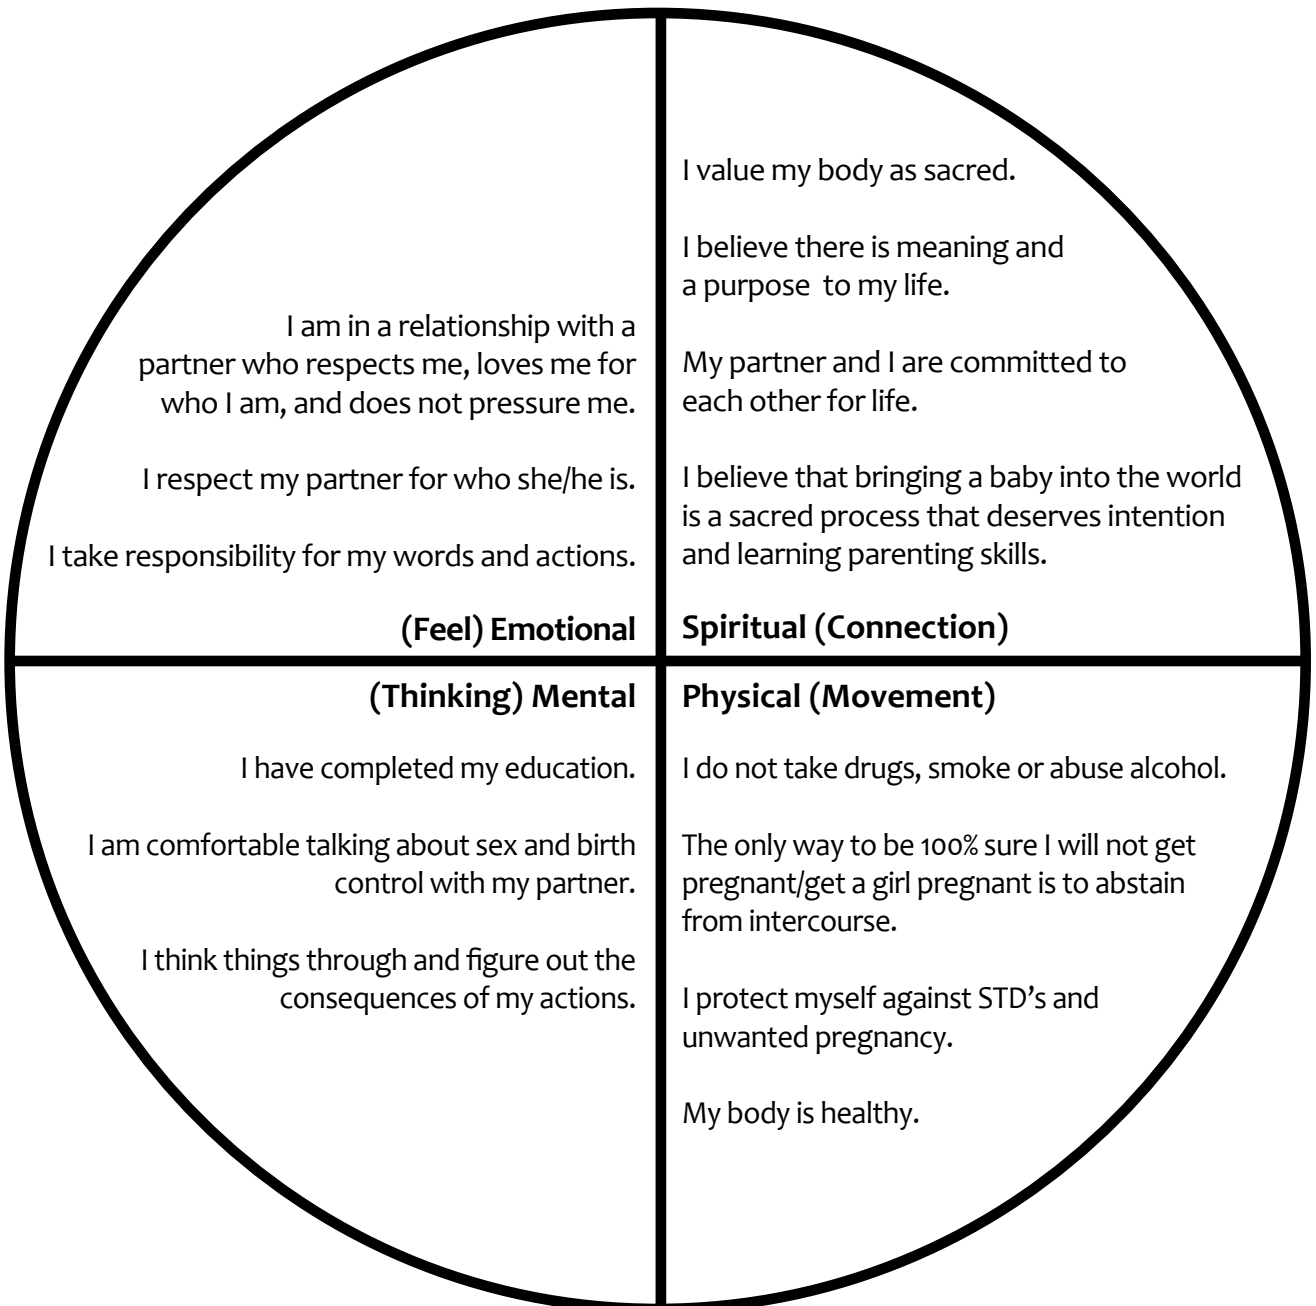 I am in a relationship with a
partner who respects me, loves me for
who I am, and does not pressure me.
I respect my partner for who she/he is.
I take responsibility for my words and actions.
(Feel) Emotional
I value my body as sacred.
I believe there is meaning and
a purpose  to my life.
My partner and I are committed to
each other for life.
I believe that bringing a baby into the world
is a sacred process that deserves intention
and learning parenting skills.
Spiritual (Connection)
(Thinking) Mental
I have completed my education.
I am comfortable talking about sex and birth
control with my partner.
I think things through and figure out the
consequences of my actions.
Physical (Movement)
I do not take drugs, smoke or abuse alcohol.
The only way to be 100% sure I will not get
pregnant/get a girl pregnant is to abstain
from intercourse.
I protect myself against STD’s and
unwanted pregnancy.
My body is healthy.